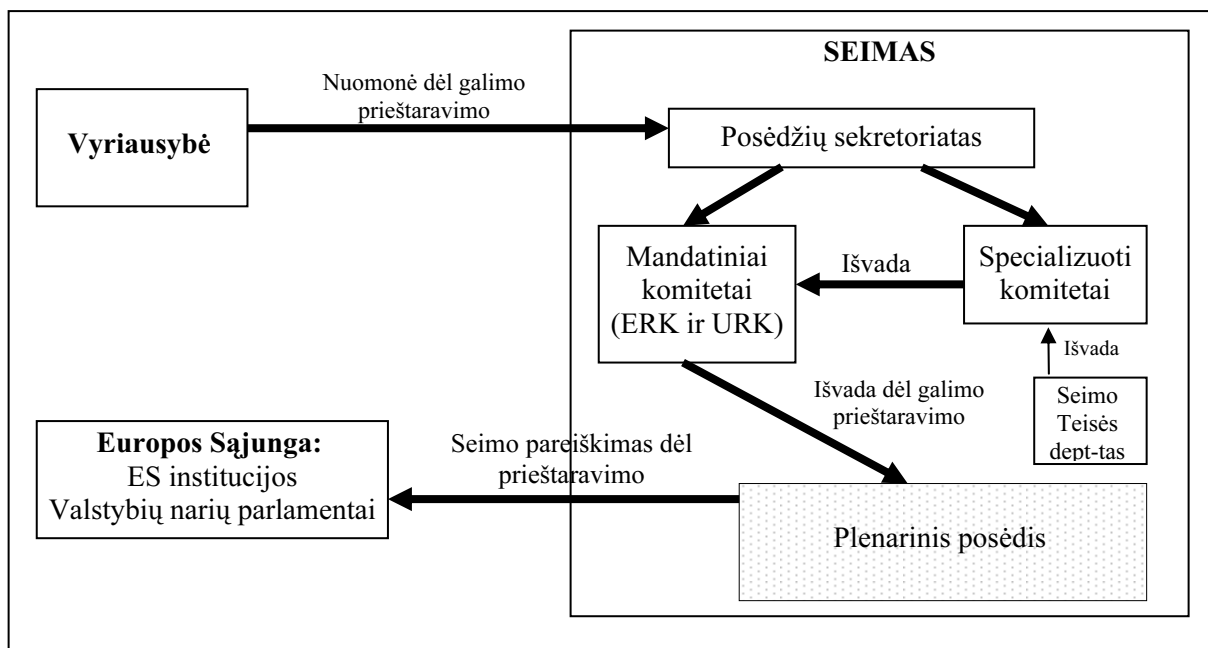 SEIMAS
Nuomonė dėl galimo
prieštaravimo
Vyriausybė
Posėdžių sekretoriatas
Mandatiniai
komitetai
(ERK ir URK)
Išvada
Specializuoti
komitetai
Išvada
Seimo
Teisės
dept-tas
Išvada dėl galimo
prieštaravimo
Seimo pareiškimas dėl
prieštaravimo
Europos Sąjunga:
ES institucijos
Valstybių narių parlamentai
Plenarinis posėdis